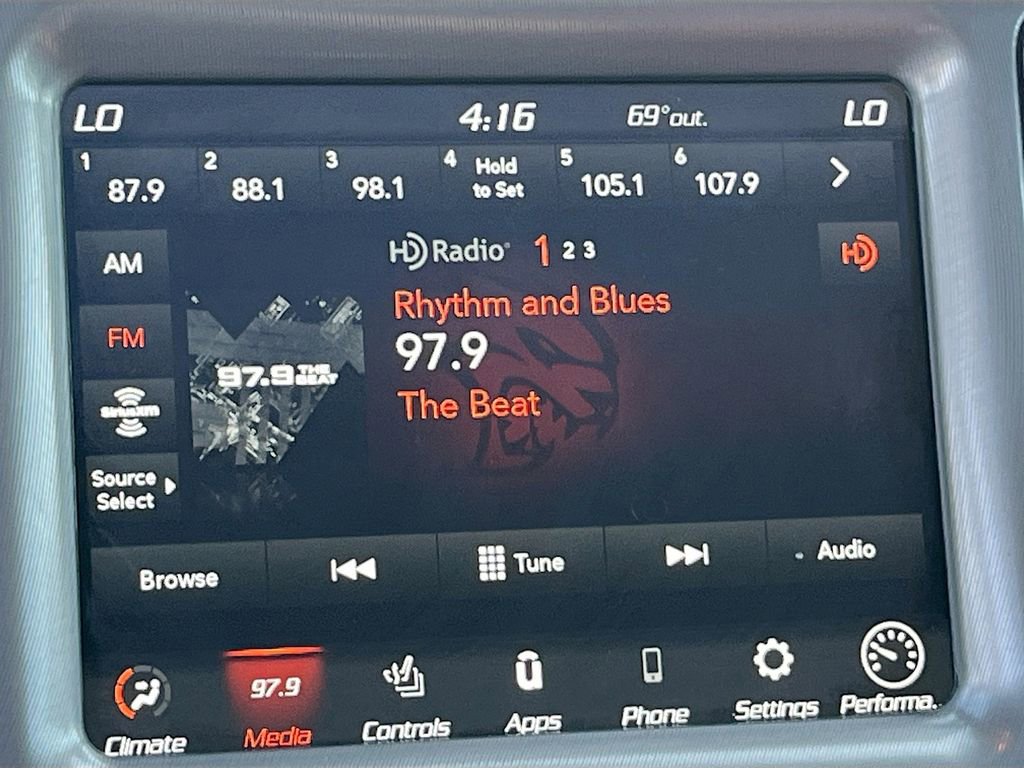 LO 4:16 69°out. LO
1 87.9 2 88.1 3 98.1 4 Hold to Set 5 105.1 6 107.9
AM
HD Radio 1 2 3
HD
Rhythm and Blues
FM
97.9
97.9 THE BEAT
The Beat
SiriusXM
Source
Select
Browse Tune Audio
97.9
Climate Media Controls Apps Phone Settings Performa..